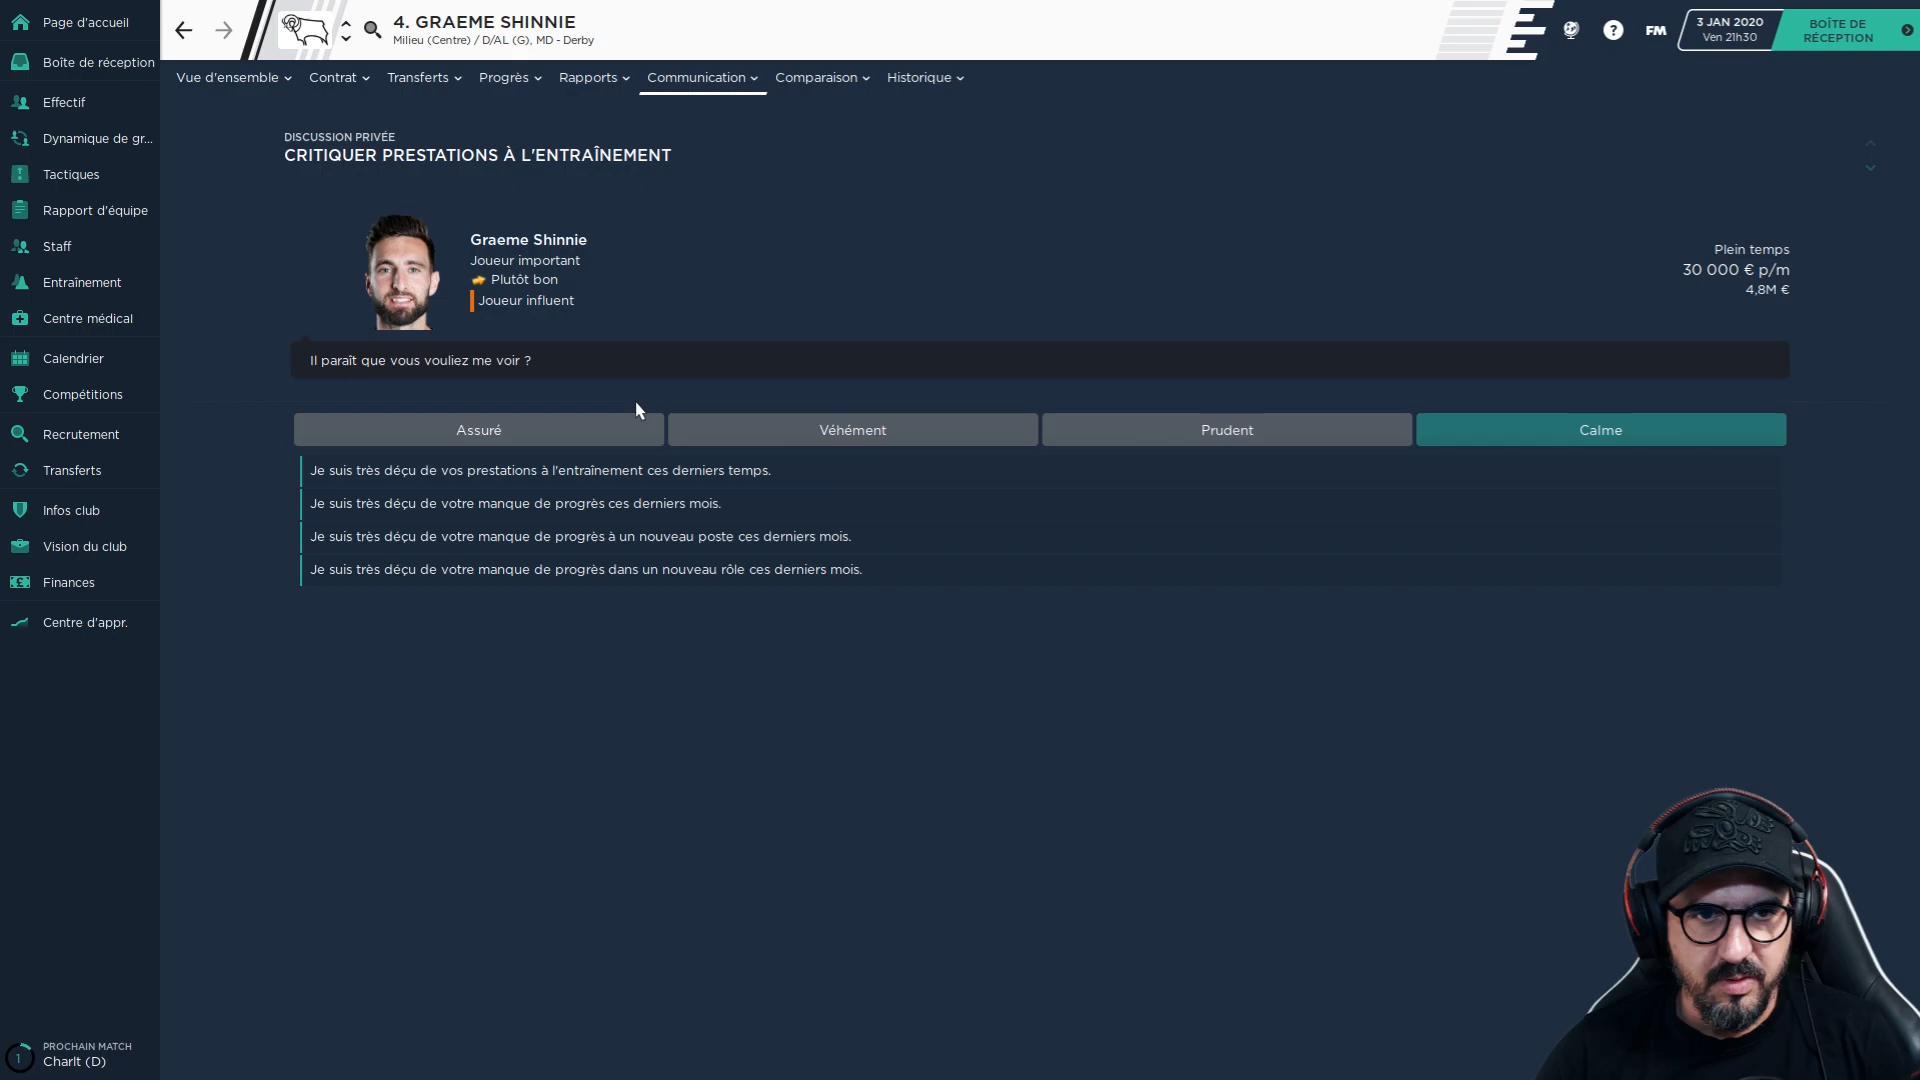 Page d'accueil
Boîte de réception
Effectif
Dynamique de gr...
Tactiques
Rapport d'équipe
Staff
Entraînement
Centre médical
Calendrier
Compétitions
Recrutement
Transferts
Infos club
Vision du club
Finances
Centre d'appr.
1
PROCHAIN MATCH
Charlt (D)
4. GRAEME SHINNIE
Milieu (Centre) / D/AL (G), MD - Derby
?
FM
3 JAN 2020
Ven 21h30
BOÎTE DE
RÉCEPTION
Vue d'ensemble Contrat Transferts Progrès Rapports Communication Comparaison Historique
DISCUSSION PRIVÉE
CRITIQUER PRESTATIONS À L'ENTRAÎNEMENT
Graeme Shinnie
Joueur important
Plutôt bon
Joueur influent
Plein temps
30 000 € p/m
4,8M €
Il paraît que vous vouliez me voir ?
Assuré Véhément Prudent Calme
Je suis très déçu de vos prestations à l'entraînement ces derniers temps.
Je suis très déçu de votre manque de progrès ces derniers mois.
Je suis très déçu de votre manque de progrès à un nouveau poste ces derniers mois.
Je suis très déçu de votre manque de progrès dans un nouveau rôle ces derniers mois.